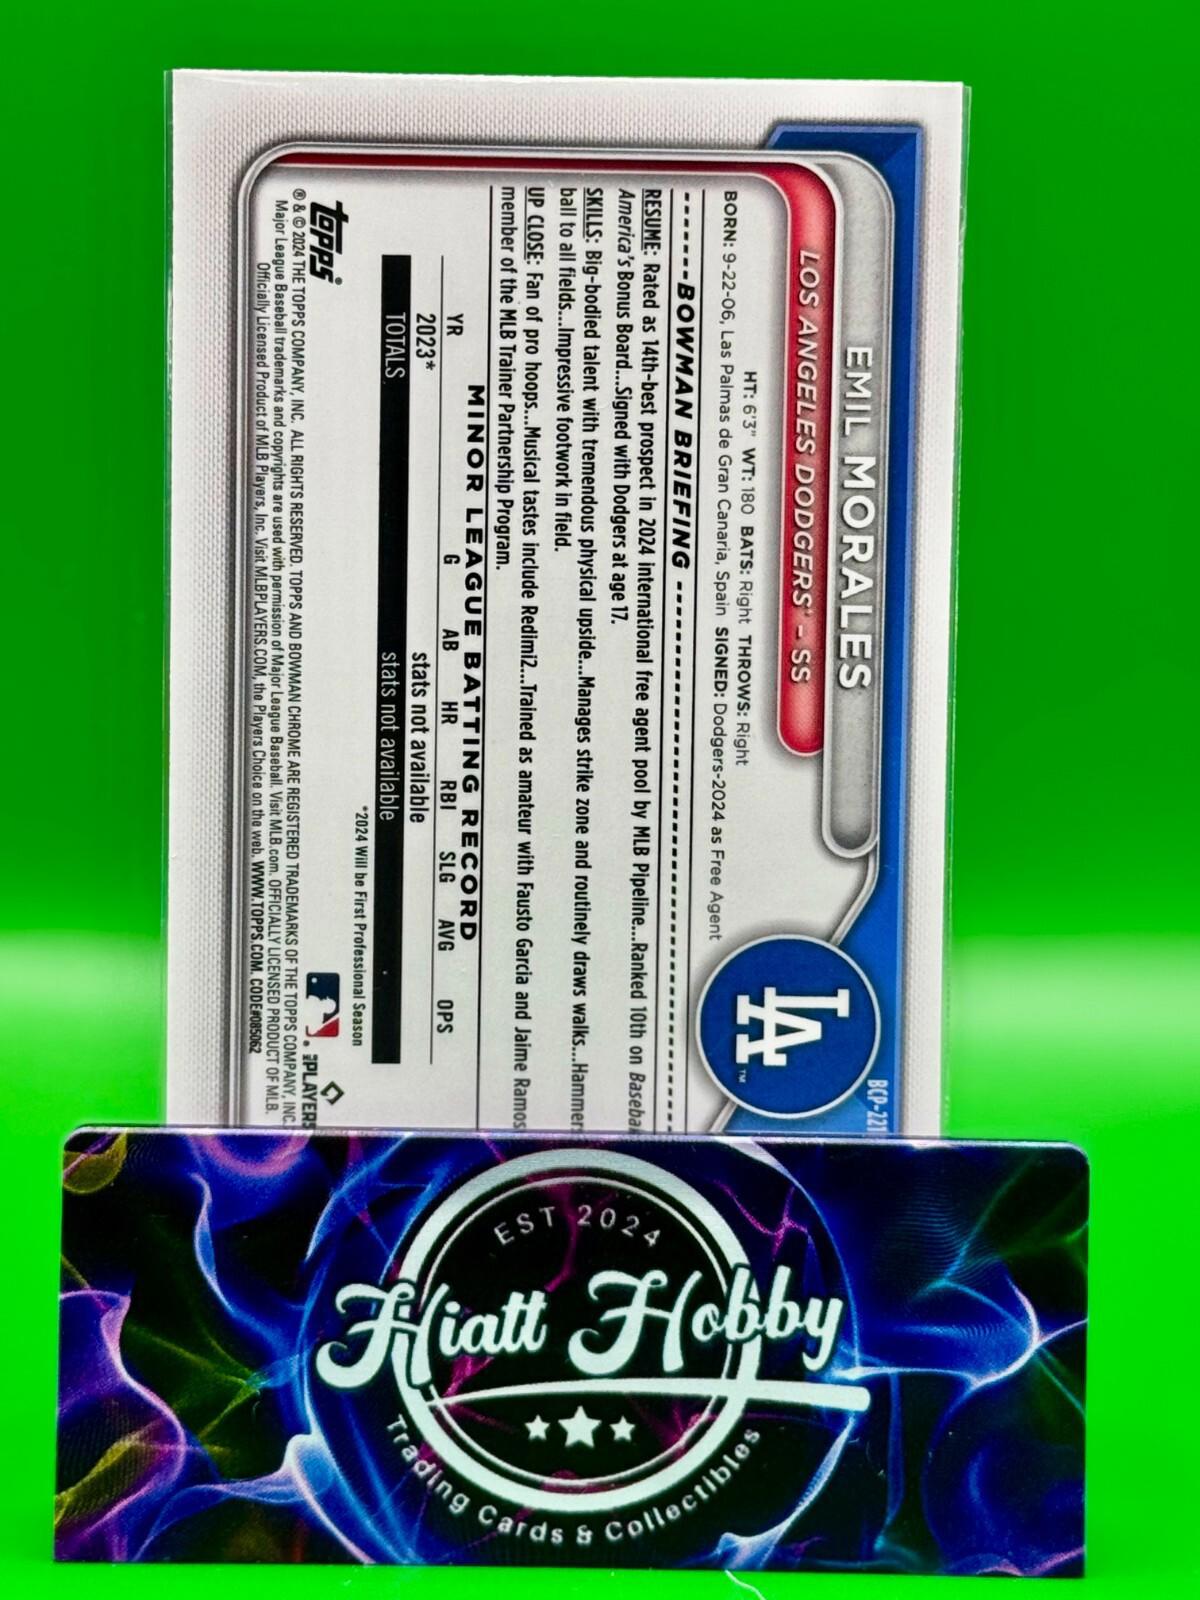 BCP-221
EMIL MORALES
LOS ANGELES DODGERS® - SS
LA™
HT: 6'3" WT: 180 BATS: Right THROWS: Right
BORN: 9-22-06, Las Palmas de Gran Canaria, Spain SIGNED: Dodgers-2024 as Free Agent
BOWMAN BRIEFING
RESUME: Rated as 14th-best prospect in 2024 international free agent pool by MLB Pipeline...Ranked 10th on Baseball
America's Bonus Board...Signed with Dodgers at age 17.
SKILLS: Big-bodied talent with tremendous physical upside...Manages strike zone and routinely draws walks...Hammers
ball to all fields...Impressive footwork in field.
UP CLOSE: Fan of pro hoops...Musical tastes include Redimi2...Trained as amateur with Fausto Garcia and Jaime Ramos
member of the MLB Trainer Partnership Program.
MINOR LEAGUE BATTING RECORD
YR G AB HR RBI SLG AVG OPS
2023* stats not available
TOTALS stats not available
*2024 Will be First Professional Season
topps®
PLAYERS
® & © 2024 THE TOPPS COMPANY, INC. ALL RIGHTS RESERVED. TOPPS AND BOWMAN CHROME ARE REGISTERED TRADEMARKS OF THE TOPPS COMPANY, INC.
Major League Baseball trademarks and copyrights are used with permission of Major League Baseball. Visit MLB.com. OFFICIALLY LICENSED PRODUCT OF MLB.
Officially Licensed Product of MLB Players, Inc. Visit MLBPLAYERS.COM, the Players Choice on the web. WWW.TOPPS.COM. CODE#085062
EST 2024
Hiatt Hobby
Trading Cards & Collectibles